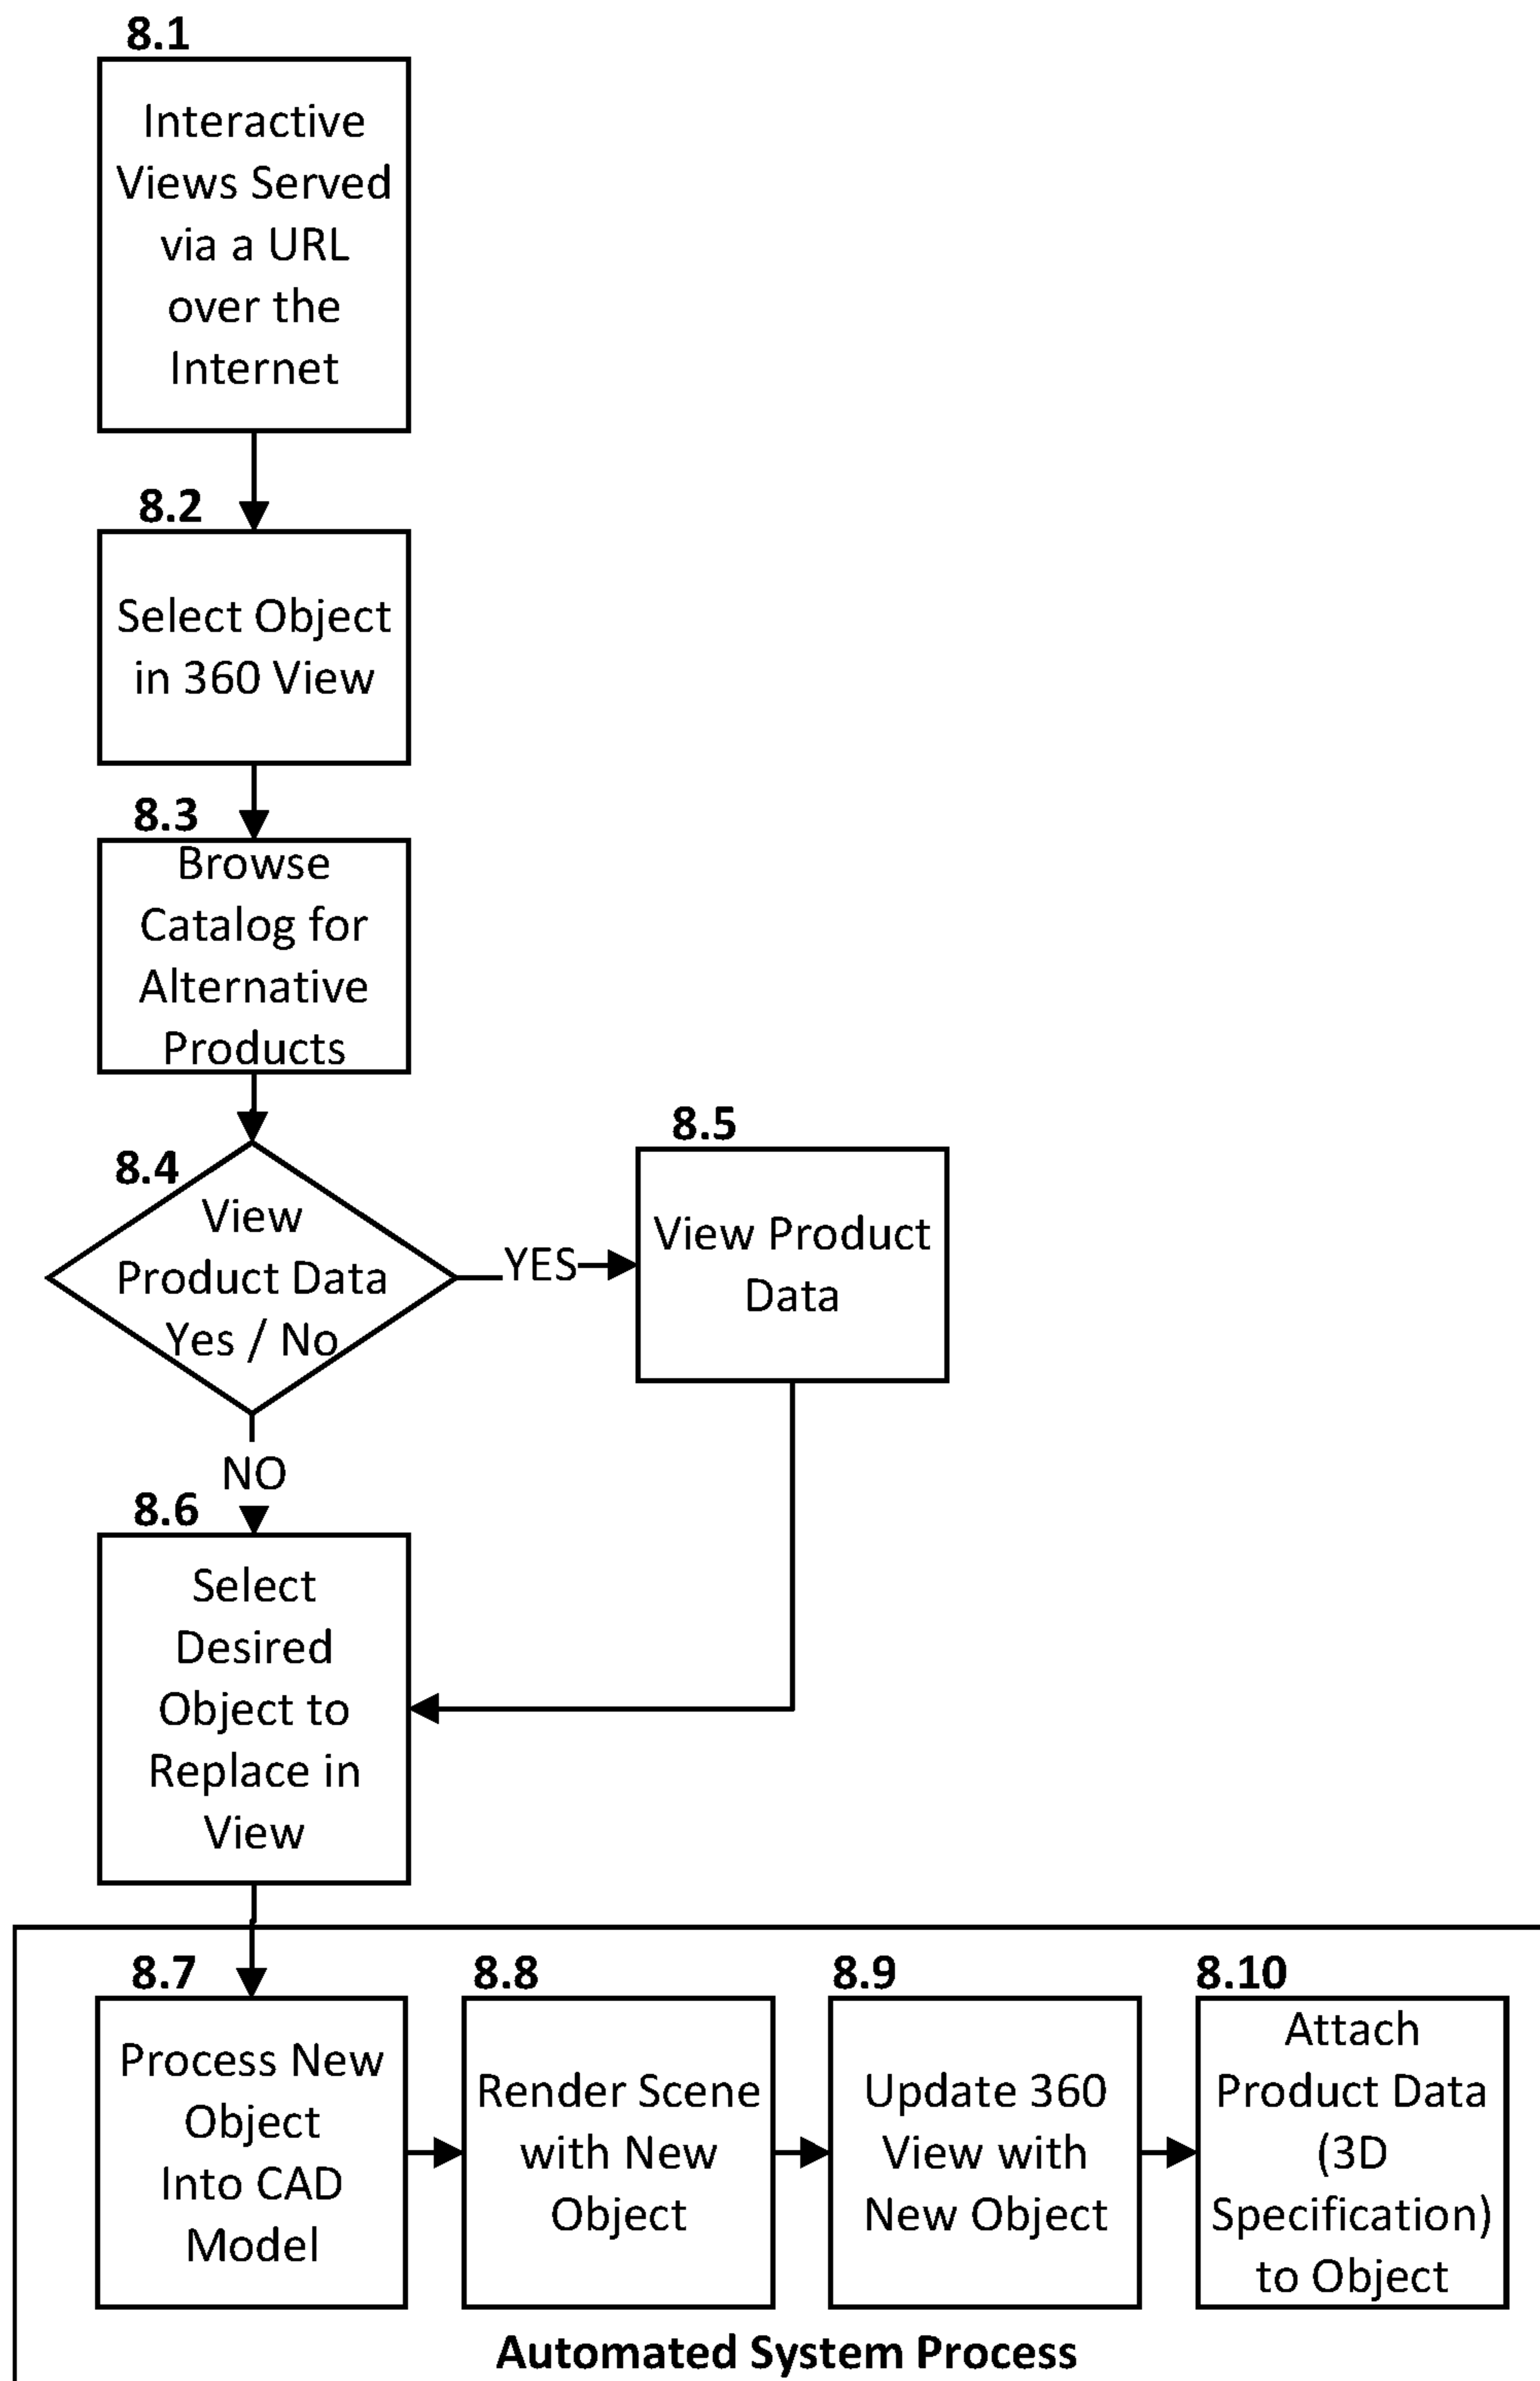 8.1
Interactive
Views Served
via a URL
over the
Internet
8.2
Select Object
in 360 View
8.3
Browse
Catalog for
Alternative
Products
8.4
View
Product Data
Yes / No
YES
8.5
View Product
Data
NO
8.6
Select
Desired
Object to
Replace in
View
8.7
Process New
Object
Into CAD
Model
8.8
Render Scene
with New
Object
8.9
Update 360
View with
New Object
8.10
Attach
Product Data
(3D
Specification)
to Object
Automated System Process